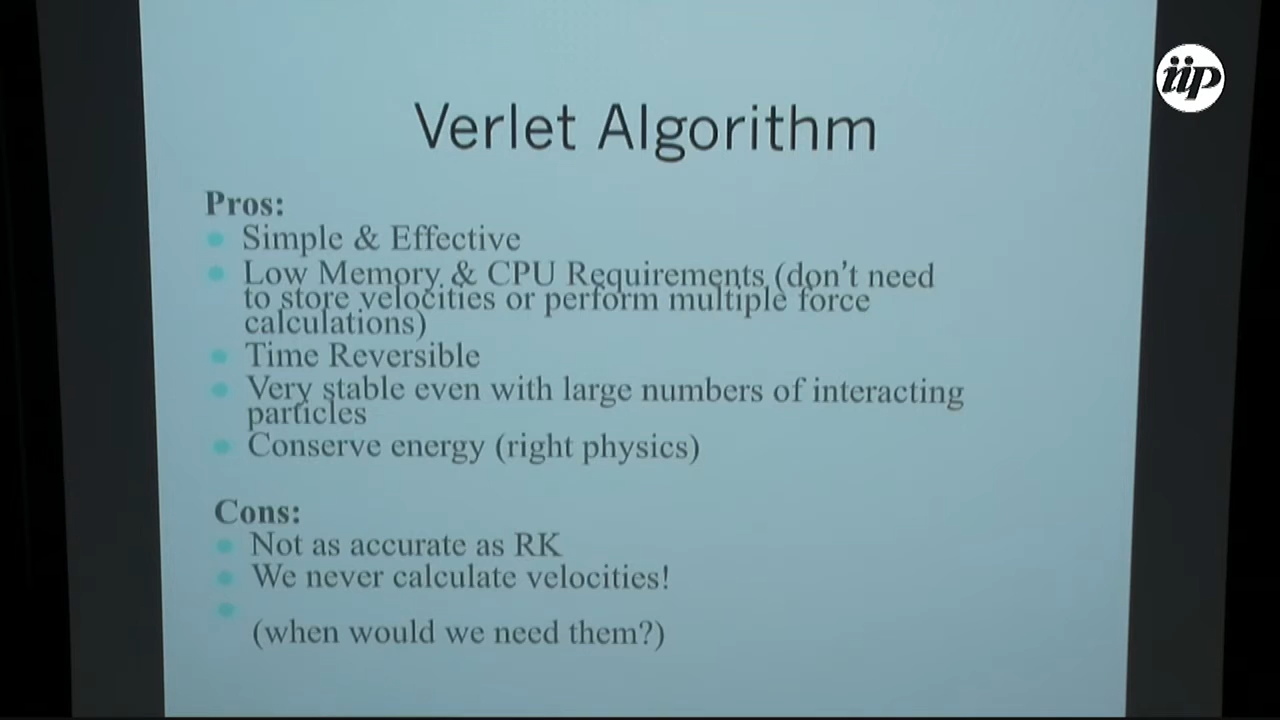 iip
Verlet Algorithm
Pros:
Simple & Effective
Low Memory & CPU Requirements (don't need
to store velocities or perform multiple force
calculations)
Time Reversible
Very stable even with large numbers of interacting
particles
Conserve energy (right physics)
Cons:
Not as accurate as RK
We never calculate velocities!
(when would we need them?)